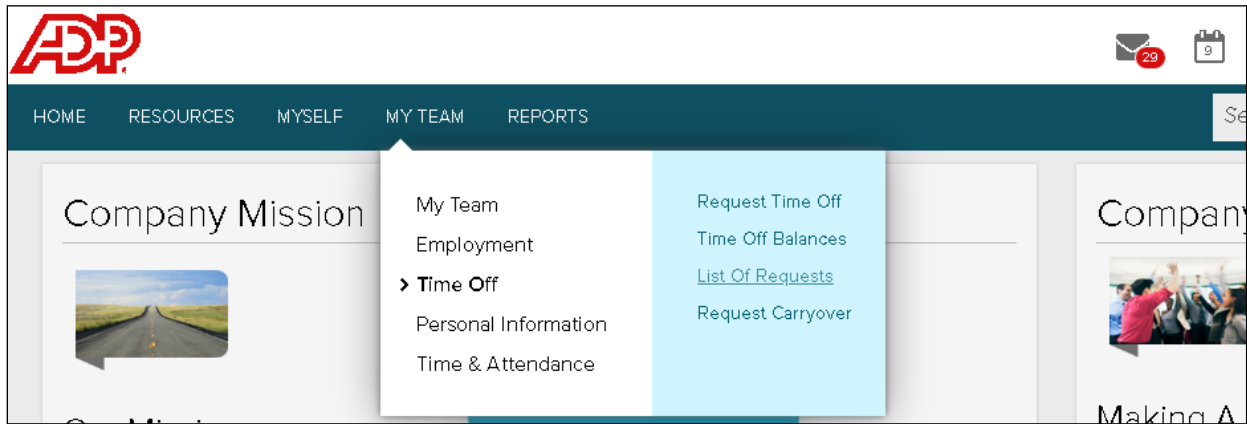 ADP
29
9
HOME RESOURCES MYSELF MY TEAM REPORTS
Company Mission
My Team
Employment
> Time Off
Personal Information
Time & Attendance
Request Time Off
Time Off Balances
List Of Requests
Request Carryover
Company
Making A